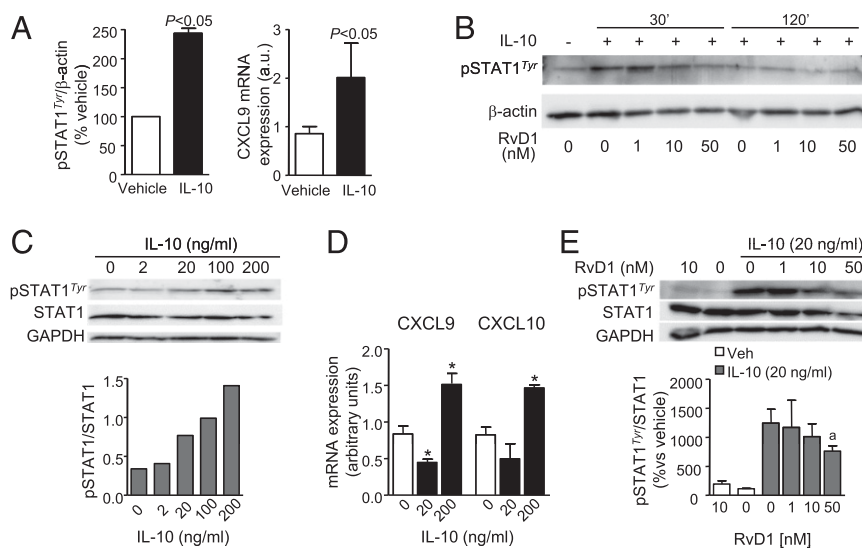 A
P<0.05
pSTAT1Tyr/β-actin
(% vehicle)
250
200
150
100
50
0
Vehicle IL-10
P<0.05
CXCL9 mRNA
expression (a.u.)
3
2
1
0
Vehicle IL-10
B
30' 120'
IL-10 - + + + + + + + +
pSTAT1Tyr
β-actin
RvD1
(nM) 0 0 1 10 50 0 1 10 50
C
IL-10 (ng/ml)
0 2 20 100 200
pSTAT1Tyr
STAT1
GAPDH
pSTAT1/STAT1
1.5
1.0
0.5
0.0
0 2 20 100 200
IL-10 (ng/ml)
D
CXCL9 CXCL10
mRNA expression
(arbitrary units)
2.0
1.5
1.0
0.5
0.0
* * *
0 20 200 0 20 200
IL-10 (ng/ml)
E
IL-10 (20 ng/ml)
RvD1 (nM) 10 0 0 1 10 50
pSTAT1Tyr
STAT1
GAPDH
Veh
IL-10 (20 ng/ml)
pSTAT1Tyr/STAT1
(%vs vehicle)
2000
1500
1000
500
0
a
10 0 0 1 10 50
RvD1 [nM]